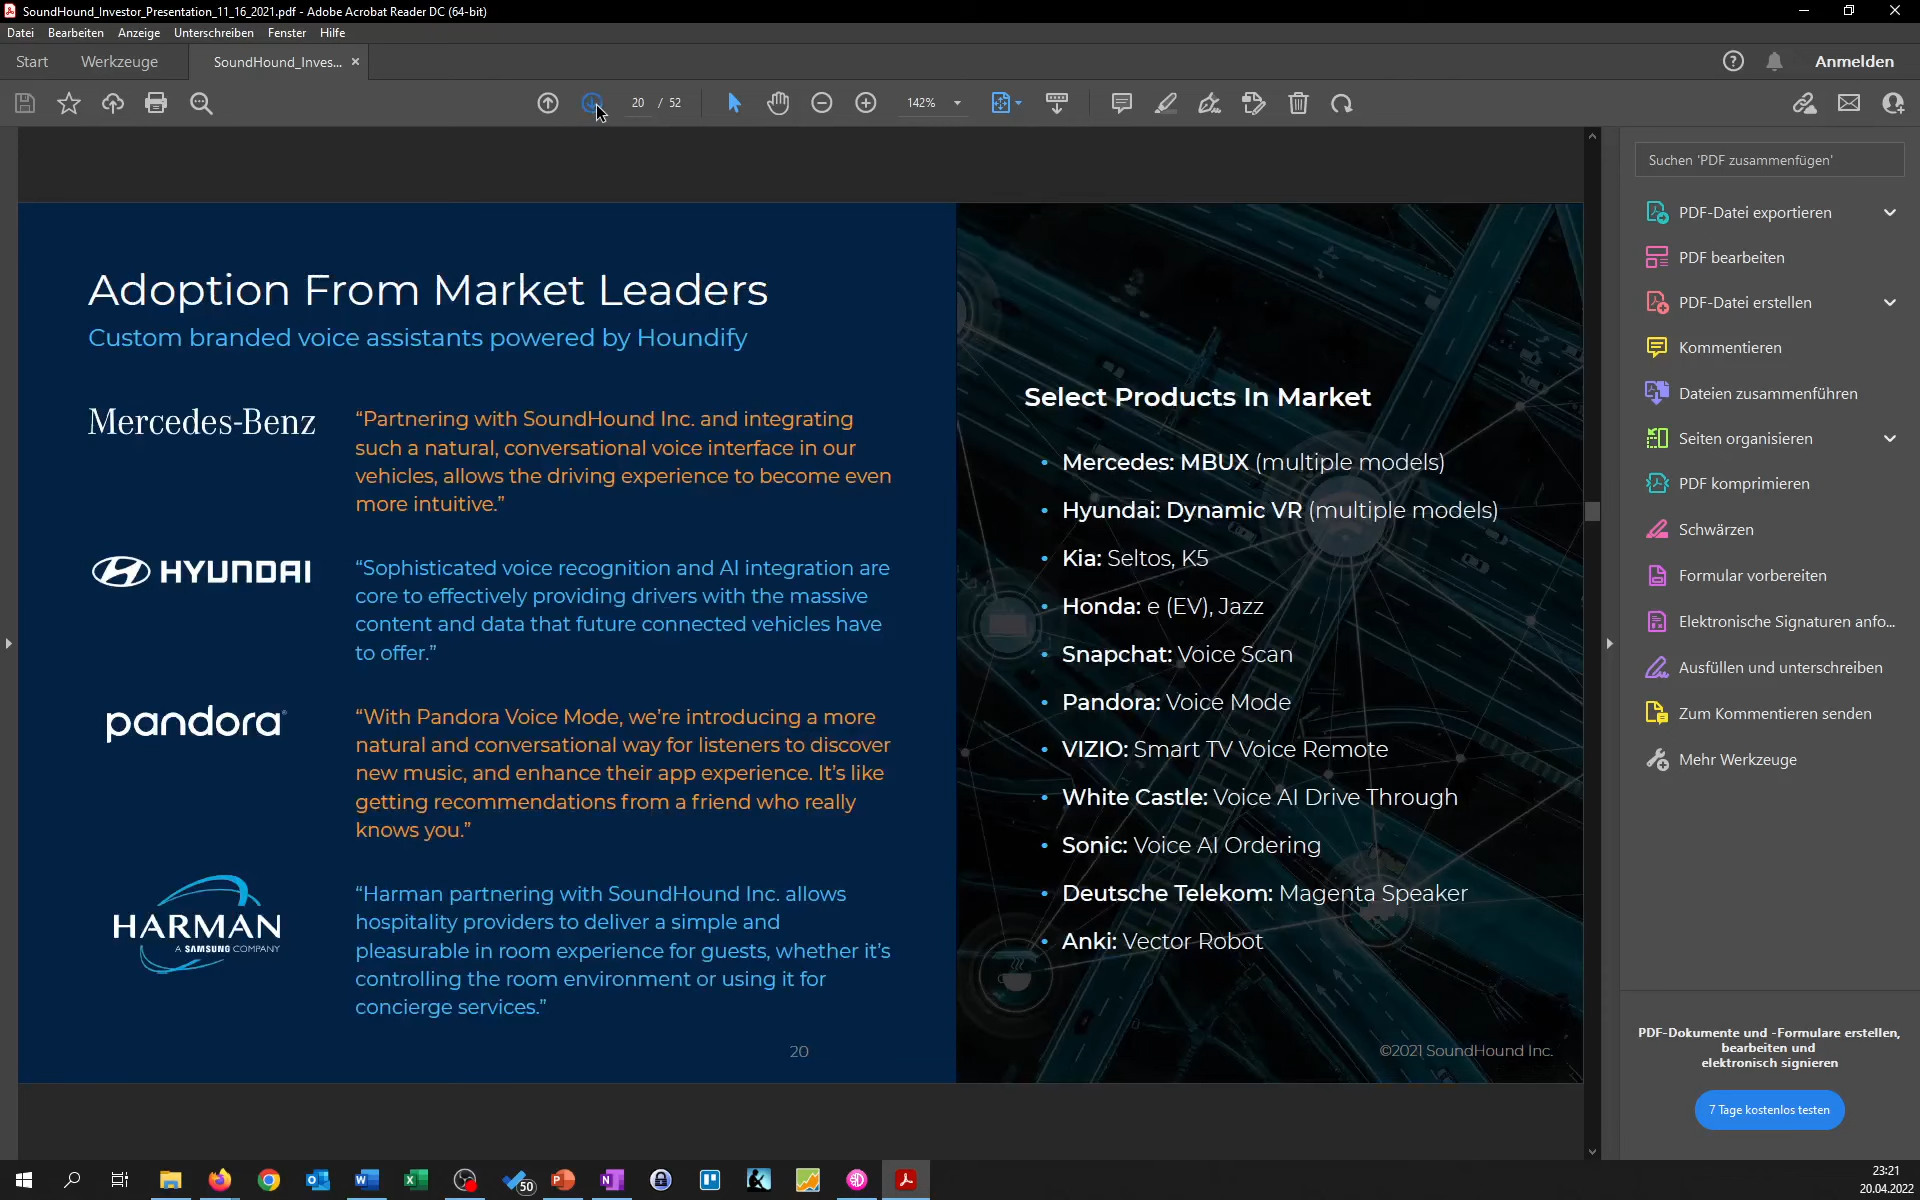 SoundHound_Investor_Presentation_11_16_2021.pdf - Adobe Acrobat Reader DC (64-bit)
Datei Bearbeiten Anzeige Unterschreiben Fenster Hilfe
Start Werkzeuge SoundHound_Inves... Anmelden
20 / 52 142%
Adoption From Market Leaders
Custom branded voice assistants powered by Houndify
Mercedes-Benz
“Partnering with SoundHound Inc. and integrating
such a natural, conversational voice interface in our
vehicles, allows the driving experience to become even
more intuitive.”
HYUNDAI
“Sophisticated voice recognition and AI integration are
core to effectively providing drivers with the massive
content and data that future connected vehicles have
to offer.”
pandora
“With Pandora Voice Mode, we’re introducing a more
natural and conversational way for listeners to discover
new music, and enhance their app experience. It’s like
getting recommendations from a friend who really
knows you.”
HARMAN
A SAMSUNG COMPANY
“Harman partnering with SoundHound Inc. allows
hospitality providers to deliver a simple and
pleasurable in room experience for guests, whether it’s
controlling the room environment or using it for
concierge services.”
20
Select Products In Market
• Mercedes: MBUX (multiple models)
• Hyundai: Dynamic VR (multiple models)
• Kia: Seltos, K5
• Honda: e (EV), Jazz
• Snapchat: Voice Scan
• Pandora: Voice Mode
• VIZIO: Smart TV Voice Remote
• White Castle: Voice AI Drive Through
• Sonic: Voice AI Ordering
• Deutsche Telekom: Magenta Speaker
• Anki: Vector Robot
©2021 SoundHound Inc.
Suchen 'PDF zusammenfügen'
PDF-Datei exportieren
PDF bearbeiten
PDF-Datei erstellen
Kommentieren
Dateien zusammenführen
Seiten organisieren
PDF komprimieren
Schwärzen
Formular vorbereiten
Elektronische Signaturen anfo...
Ausfüllen und unterschreiben
Zum Kommentieren senden
Mehr Werkzeuge
PDF-Dokumente und -Formulare erstellen,
bearbeiten und
elektronisch signieren
7 Tage kostenlos testen
50
23:21
20.04.2022